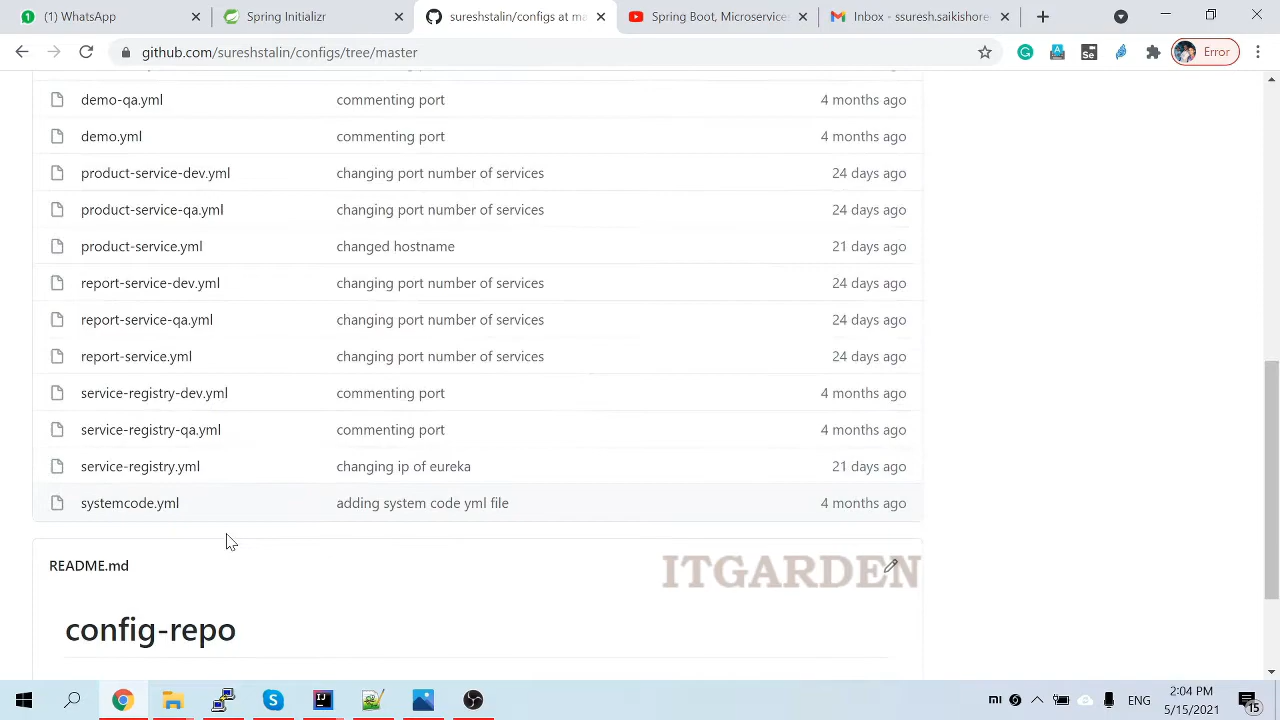 1 WhatsApp
Spring Initializr
sureshstalin/configs at ma
Spring Boot, Microservices
Inbox - suresh.saikishore
github.com/sureshstalin/configs/tree/master
Se
Error
demo-qa.yml commenting port 4 months ago
demo.yml commenting port 4 months ago
product-service-dev.yml changing port number of services 24 days ago
product-service-qa.yml changing port number of services 24 days ago
product-service.yml changed hostname 21 days ago
report-service-dev.yml changing port number of services 24 days ago
report-service-qa.yml changing port number of services 24 days ago
report-service.yml changing port number of services 24 days ago
service-registry-dev.yml commenting port 4 months ago
service-registry-qa.yml commenting port 4 months ago
service-registry.yml changing ip of eureka 21 days ago
systemcode.yml adding system code yml file 4 months ago
README.md
ITGARDEN
config-repo
ENG
2:04 PM
5/15/2021
15